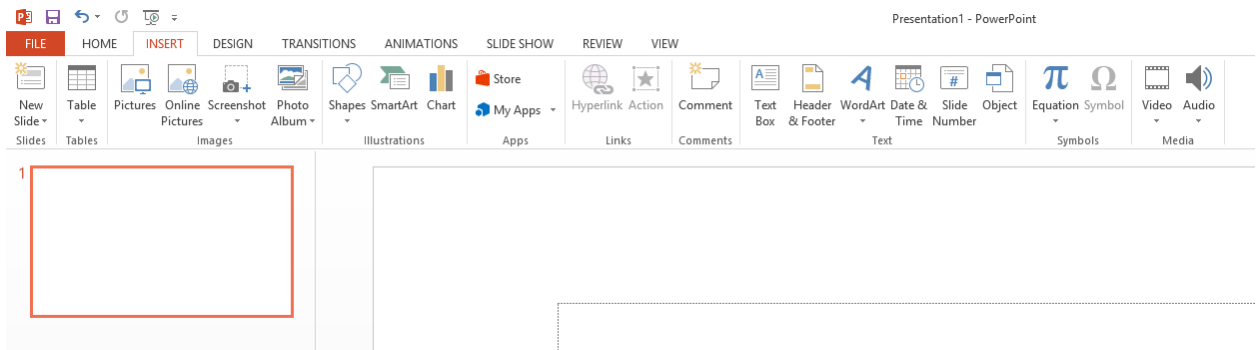 Presentation1 - PowerPoint
FILE HOME INSERT DESIGN TRANSITIONS ANIMATIONS SLIDE SHOW REVIEW VIEW
New Slide
Table
Pictures
Online Pictures
Screenshot
Photo Album
Shapes
SmartArt
Chart
Store
My Apps
Hyperlink
Action
Comment
Text Box
Header & Footer
WordArt
Date & Time
Slide Number
Object
π
Equation
Ω
Symbol
Video
Audio
Slides Tables Images Illustrations Apps Links Comments Text Symbols Media
1